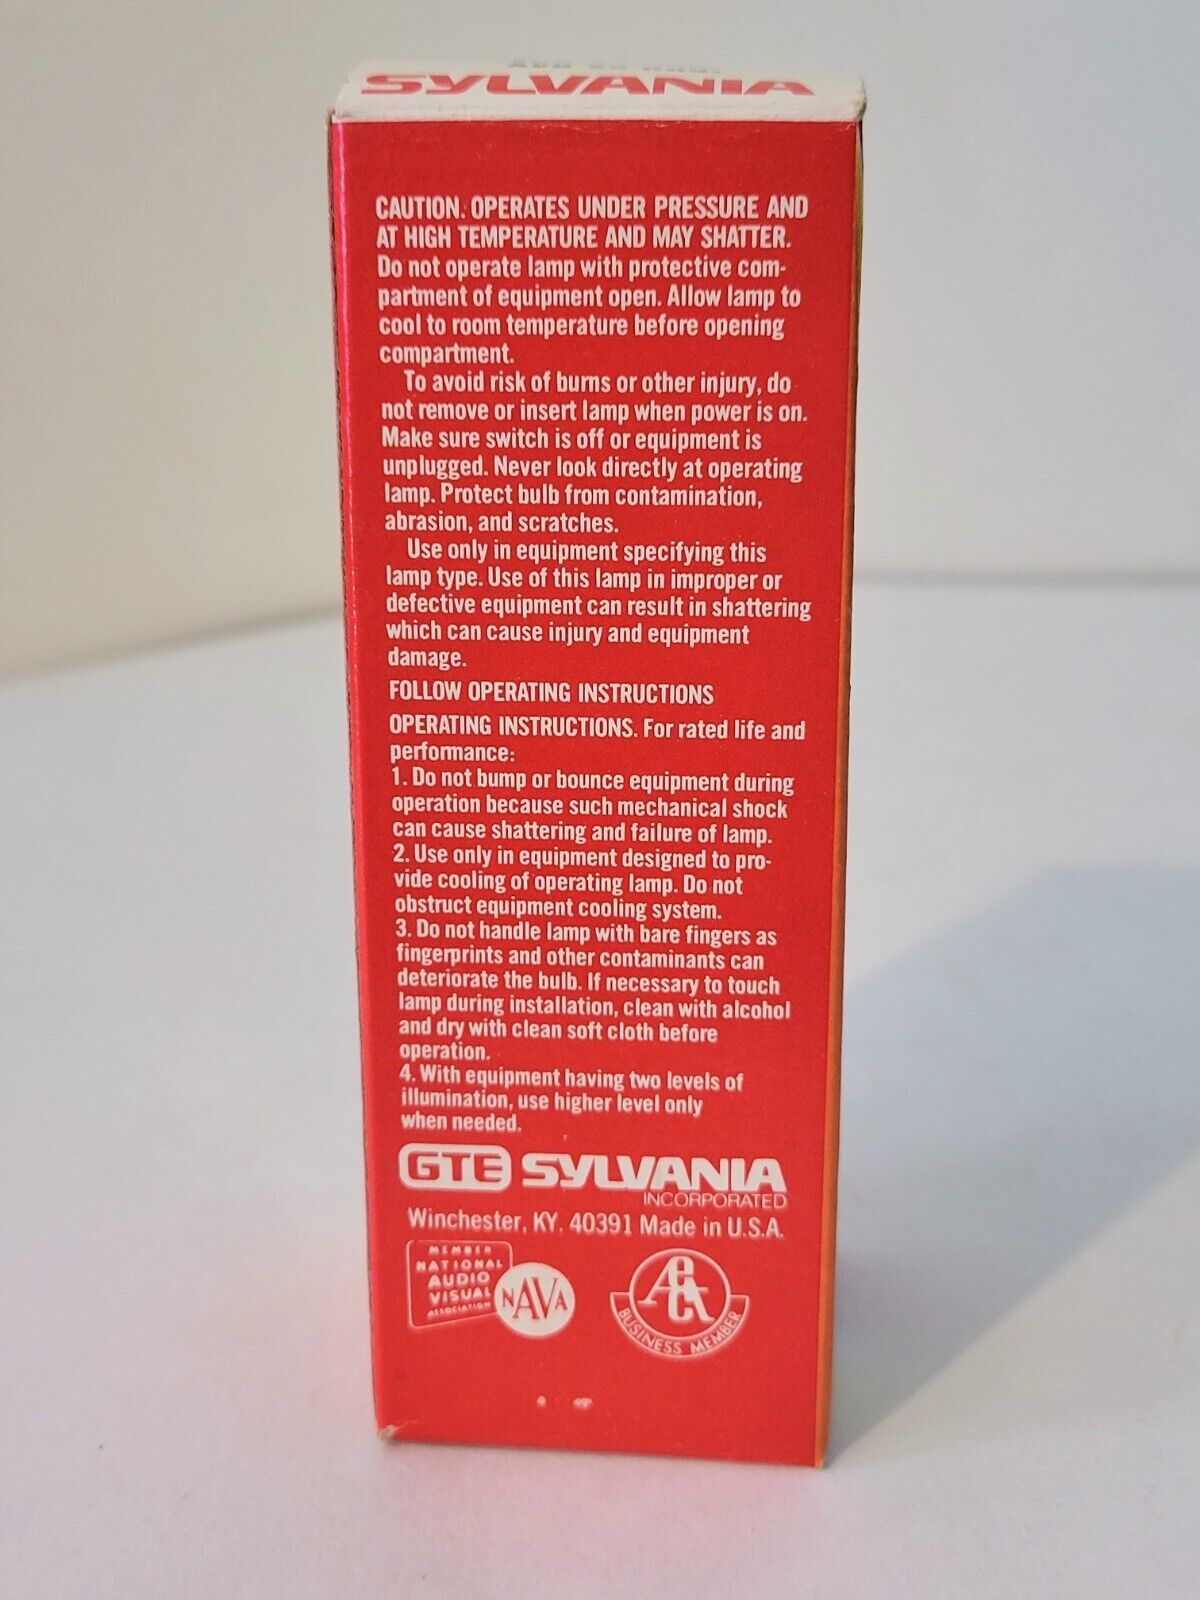 SYLVANIA
CAUTION. OPERATES UNDER PRESSURE AND
AT HIGH TEMPERATURE AND MAY SHATTER.
Do not operate lamp with protective com-
partment of equipment open. Allow lamp to
cool to room temperature before opening
compartment.
To avoid risk of burns or other injury, do
not remove or insert lamp when power is on.
Make sure switch is off or equipment is
unplugged. Never look directly at operating
lamp. Protect bulb from contamination,
abrasion, and scratches.
Use only in equipment specifying this
lamp type. Use of this lamp in improper or
defective equipment can result in shattering
which can cause injury and equipment
damage.
FOLLOW OPERATING INSTRUCTIONS
OPERATING INSTRUCTIONS. For rated life and
performance:
1. Do not bump or bounce equipment during
operation because such mechanical shock
can cause shattering and failure of lamp.
2. Use only in equipment designed to pro-
vide cooling of operating lamp. Do not
obstruct equipment cooling system.
3. Do not handle lamp with bare fingers as
fingerprints and other contaminants can
deteriorate the bulb. If necessary to touch
lamp during installation, clean with alcohol
and dry with clean soft cloth before
operation.
4. With equipment having two levels of
illumination, use higher level only
when needed.
GTE SYLVANIA
INCORPORATED
Winchester, KY. 40391 Made in U.S.A.
MEMBER
NATIONAL
AUDIO
VISUAL
ASSOCIATION
NAVA
AECT
BUSINESS MEMBER